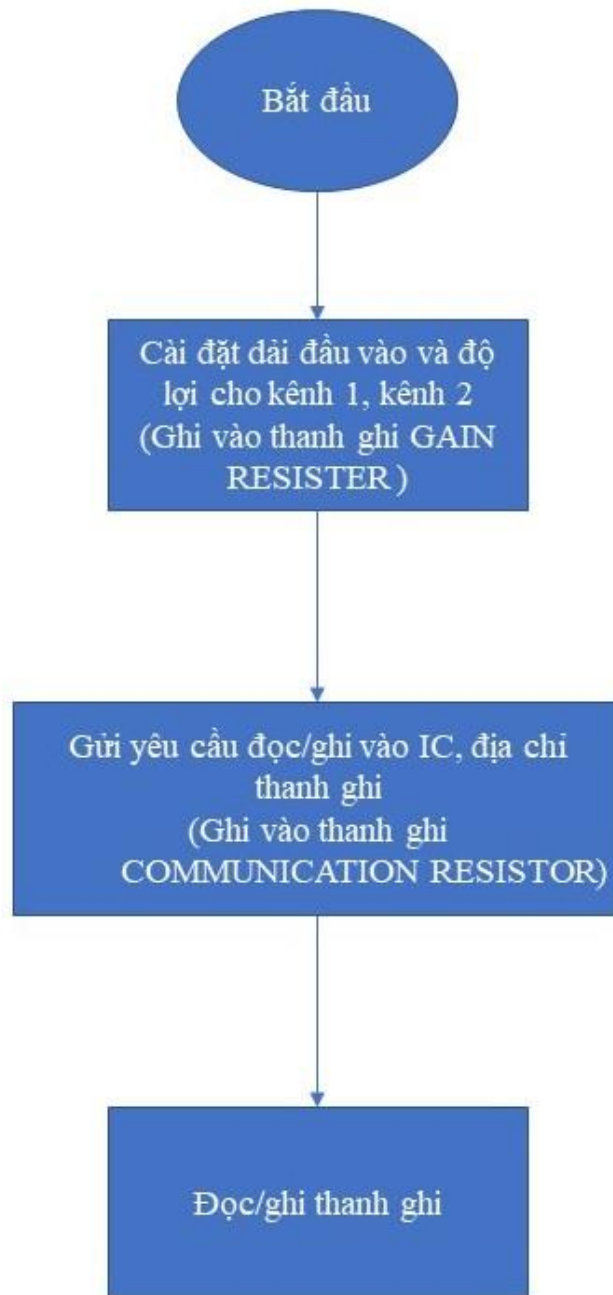 Bắt đầu
Cài đặt dải đầu vào và độ
lợi cho kênh 1, kênh 2
(Ghi vào thanh ghi GAIN
RESISTER )
Gửi yêu cầu đọc/ghi vào IC, địa chỉ
thanh ghi
(Ghi vào thanh ghi
COMMUNICATION RESISTOR)
Đọc/ghi thanh ghi